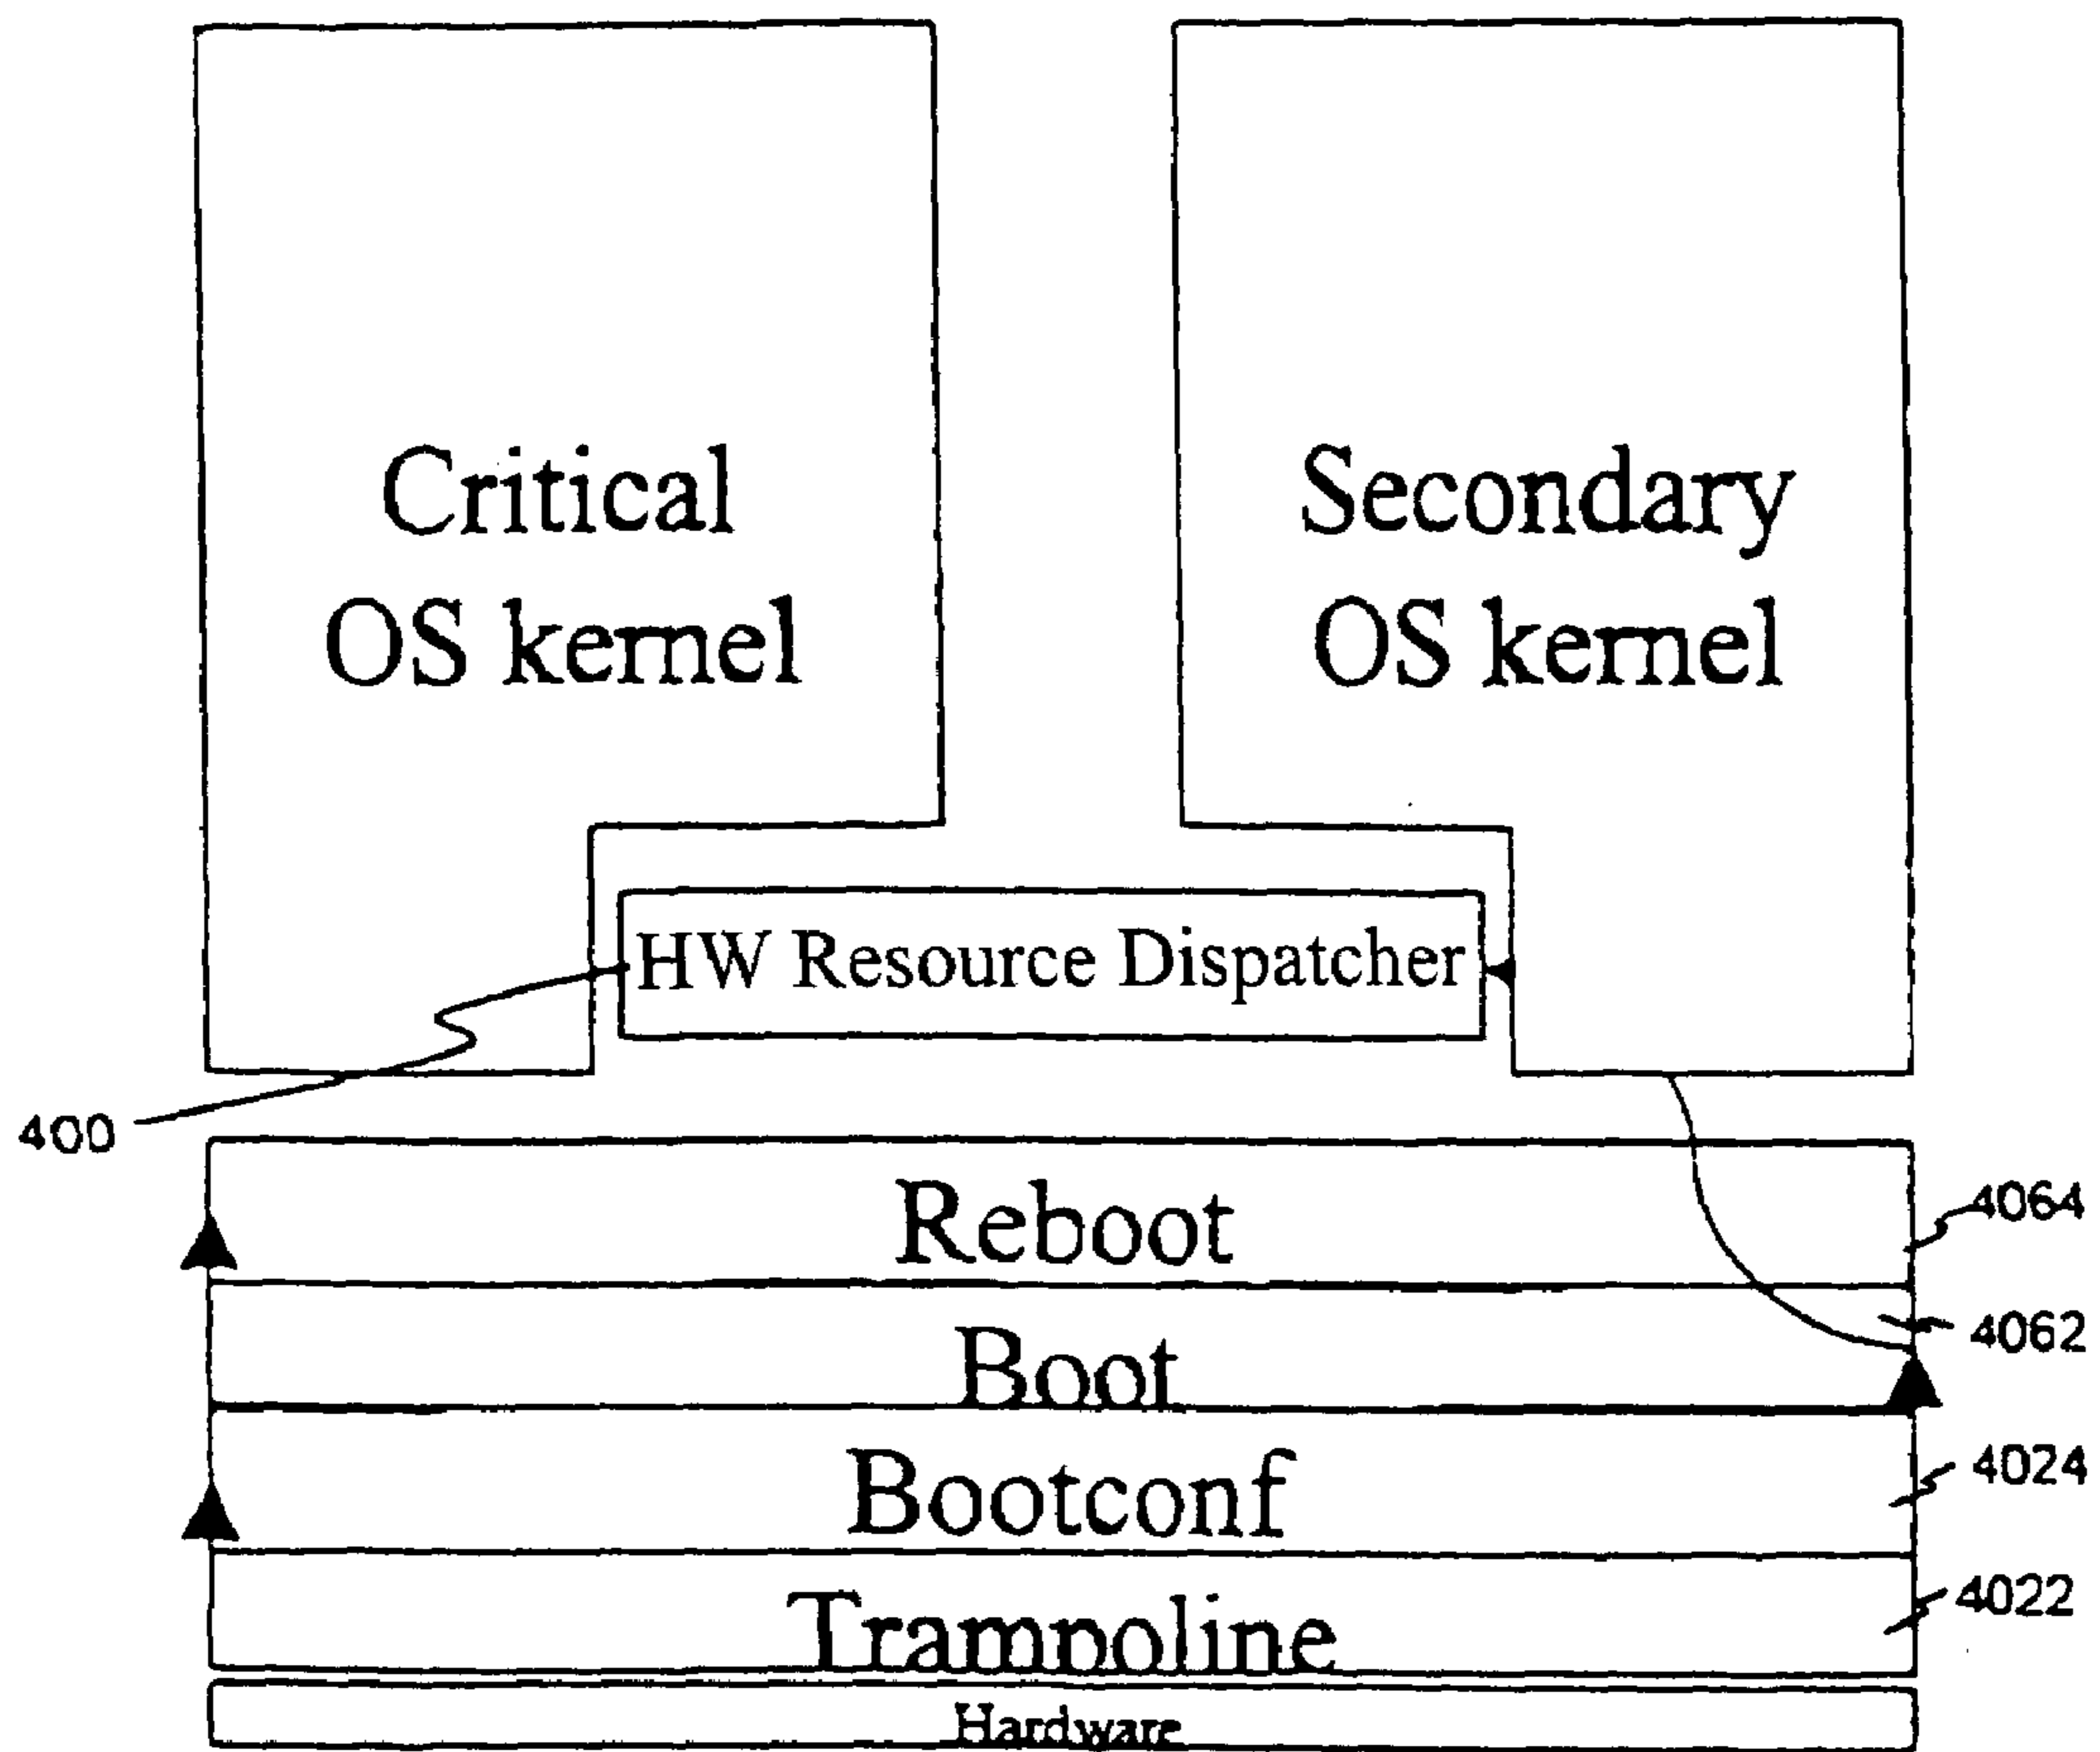 Critical
OS kernel
Secondary
OS kernel
HW Resource Dispatcher
400
Reboot
4064
Boot
4062
Bootconf
4024
Trampoline
4022
Hardware